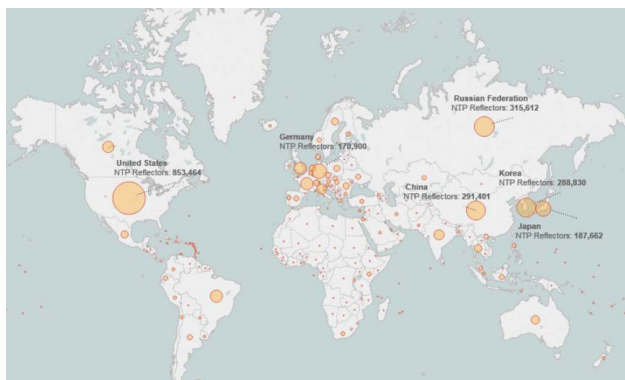 Russian Federation
NTP Reflectors: 315,612
Germany
NTP Reflectors: 170,900
United States
NTP Reflectors: 853,464
Korea
NTP Reflectors: 288,830
China
NTP Reflectors: 291,401
Japan
NTP Reflectors: 187,662